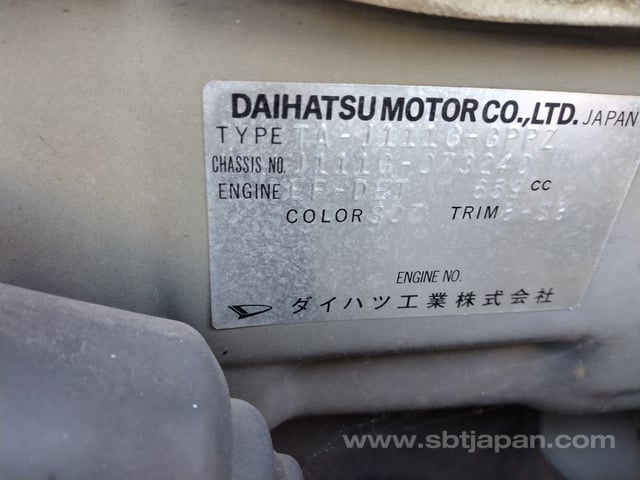 DAIHATSU MOTOR CO.,LTD. JAPAN
TYPE TA-J111G-GPPZ
CHASSIS NO. J111G-073240
ENGINE EF-DET 659 CC
COLOR TRIM
ENGINE NO.
ダイハツ工業株式会社
www.sbtjapan.com